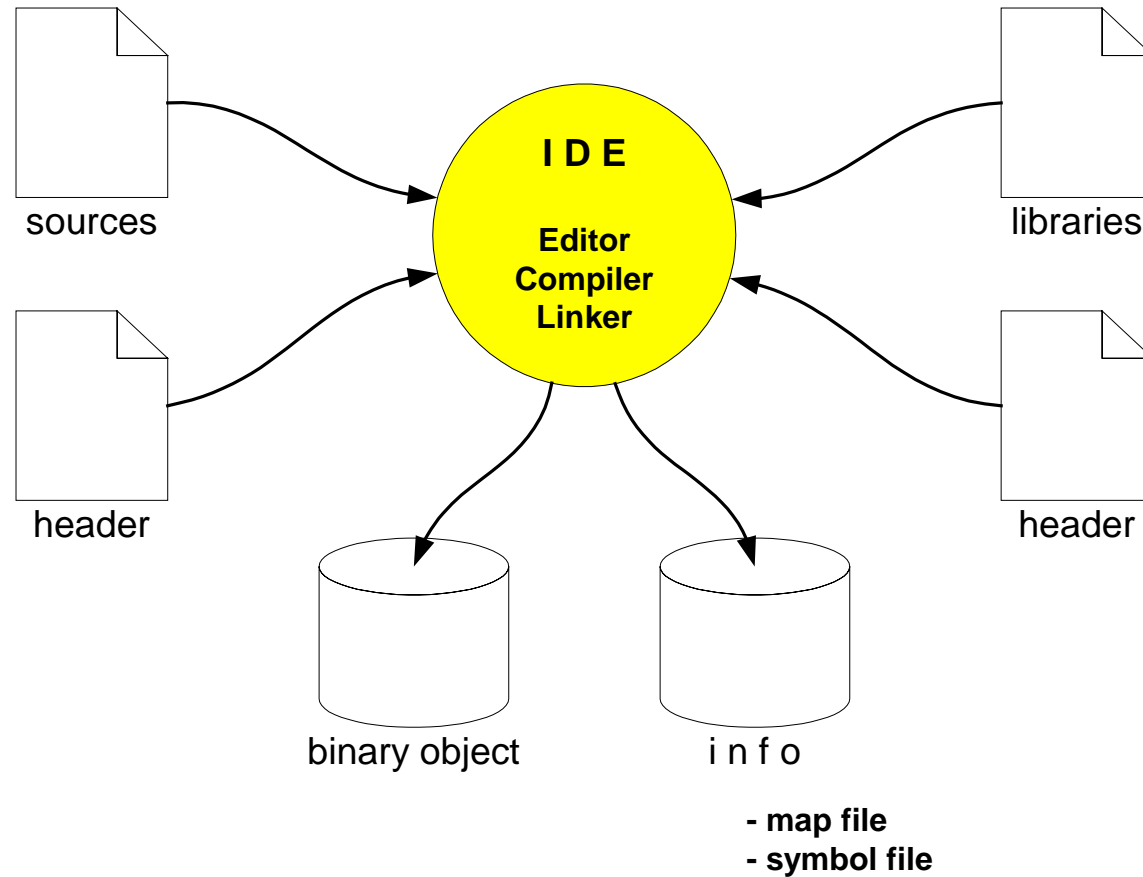 I D E
Editor
Compiler
Linker
sources
libraries
header
header
binary object
i n f o
- map file
- symbol file